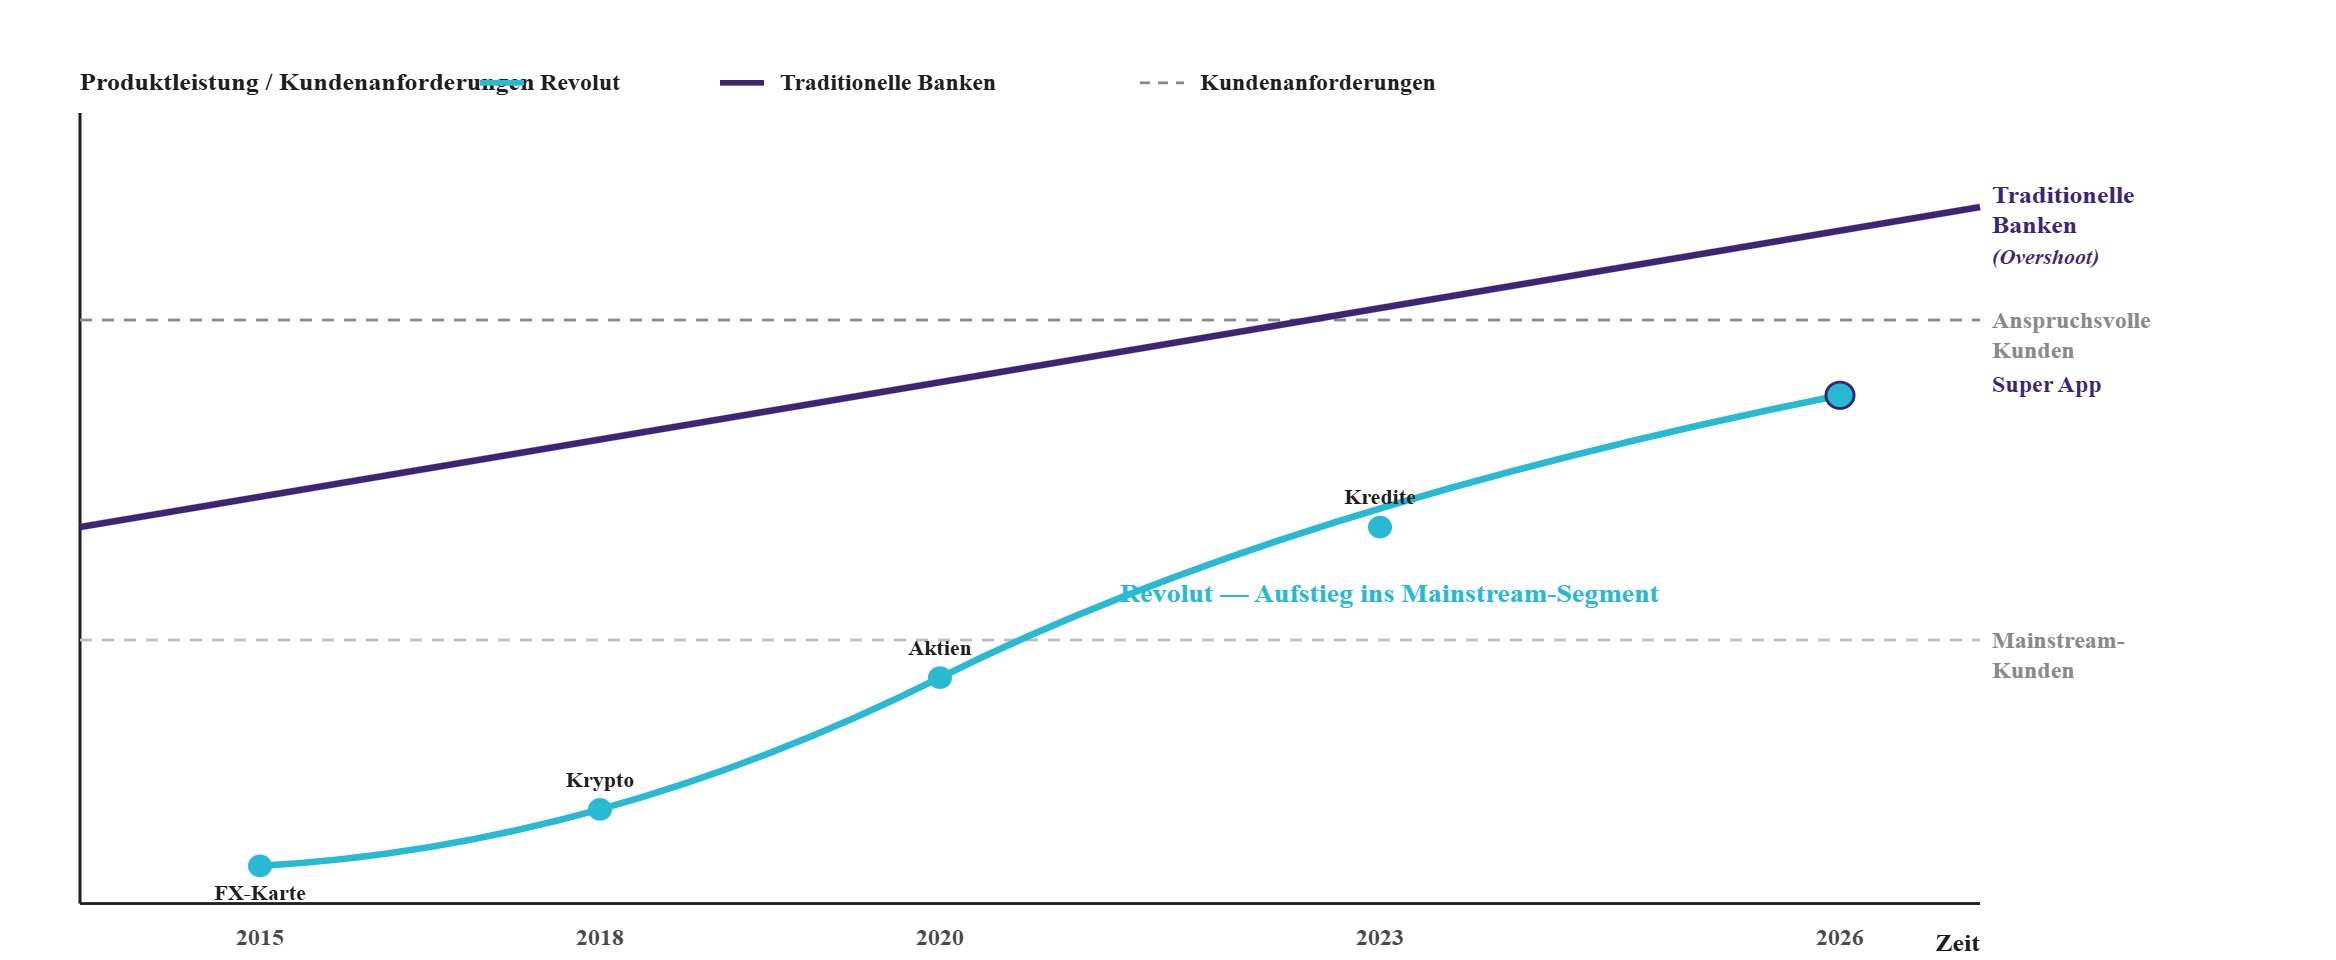 Produktleistung / Kundenanforderungen
Revolut
Traditionelle Banken
Kundenanforderungen
Traditionelle
Banken
(Overshoot)
Anspruchsvolle
Kunden
Super App
Kredite
Revolut — Aufstieg ins Mainstream-Segment
Mainstream-
Kunden
Aktien
Krypto
FX-Karte
2015
2018
2020
2023
2026
Zeit